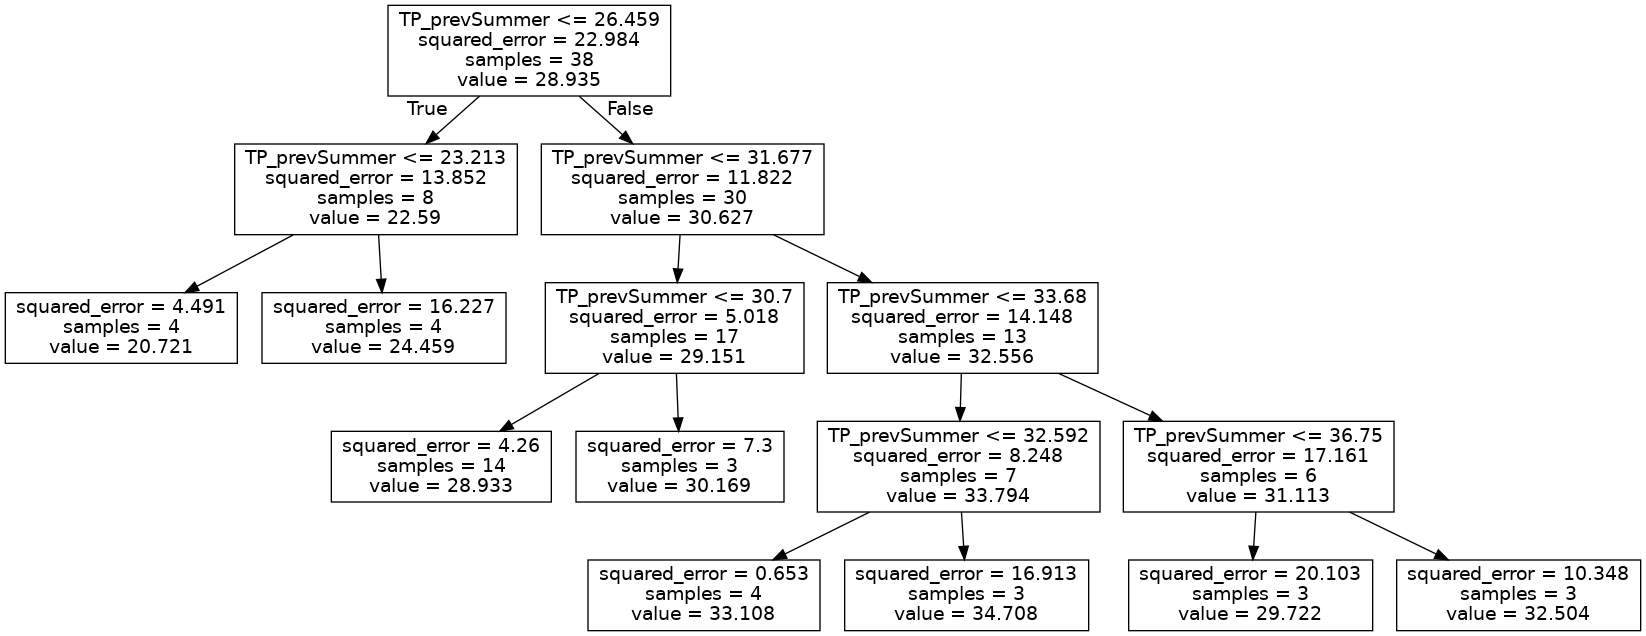 TP_prevSummer <= 26.459
squared_error = 22.984
samples = 38
value = 28.935
True
False
TP_prevSummer <= 23.213
squared_error = 13.852
samples = 8
value = 22.59
TP_prevSummer <= 31.677
squared_error = 11.822
samples = 30
value = 30.627
squared_error = 4.491
samples = 4
value = 20.721
squared_error = 16.227
samples = 4
value = 24.459
TP_prevSummer <= 30.7
squared_error = 5.018
samples = 17
value = 29.151
TP_prevSummer <= 33.68
squared_error = 14.148
samples = 13
value = 32.556
squared_error = 4.26
samples = 14
value = 28.933
squared_error = 7.3
samples = 3
value = 30.169
TP_prevSummer <= 32.592
squared_error = 8.248
samples = 7
value = 33.794
TP_prevSummer <= 36.75
squared_error = 17.161
samples = 6
value = 31.113
squared_error = 0.653
samples = 4
value = 33.108
squared_error = 16.913
samples = 3
value = 34.708
squared_error = 20.103
samples = 3
value = 29.722
squared_error = 10.348
samples = 3
value = 32.504